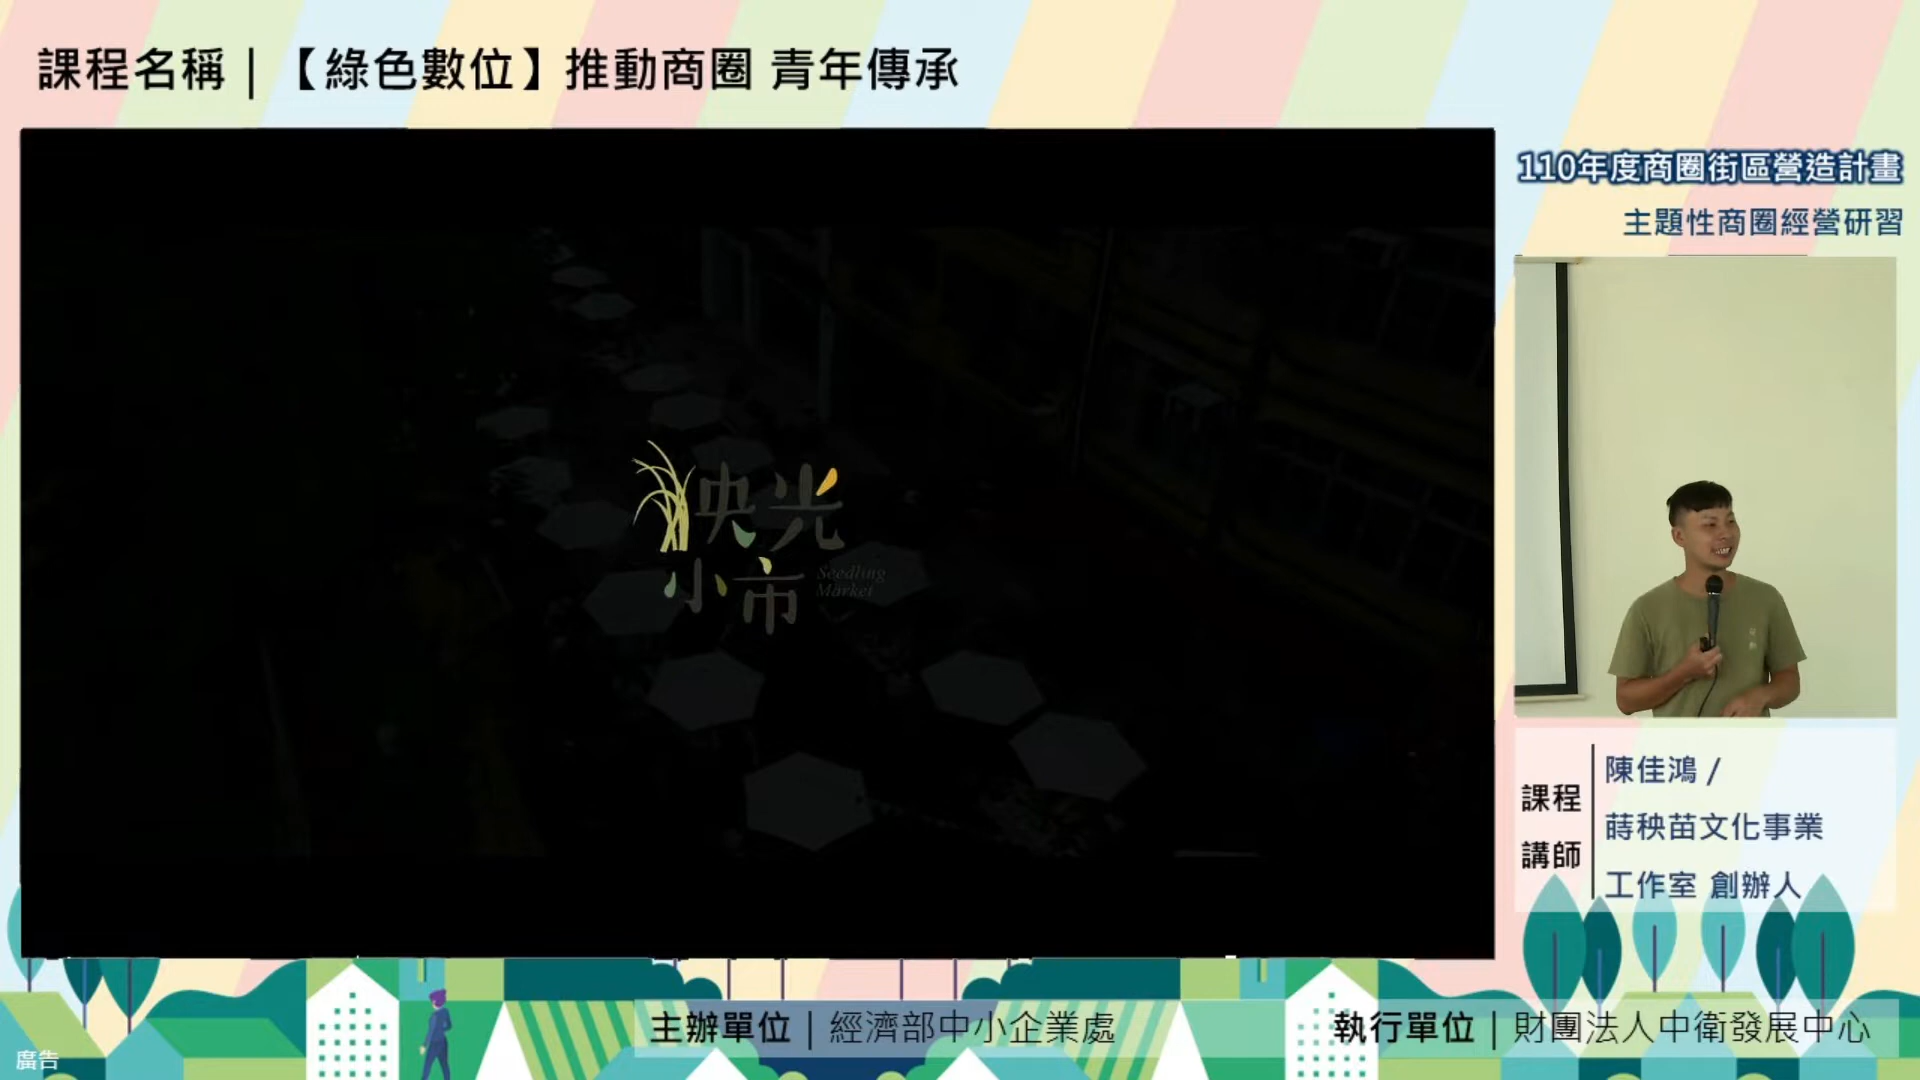 課程名稱｜【綠色數位】推動商圈 青年傳承
110年度商圈街區營造計畫
主題性商圈經營研習
秧光
小市
Seedling
Market
課程
講師
陳佳鴻 /
蒔秧苗文化事業
工作室 創辦人
主辦單位｜經濟部中小企業處
執行單位｜財團法人中衛發展中心
廣告